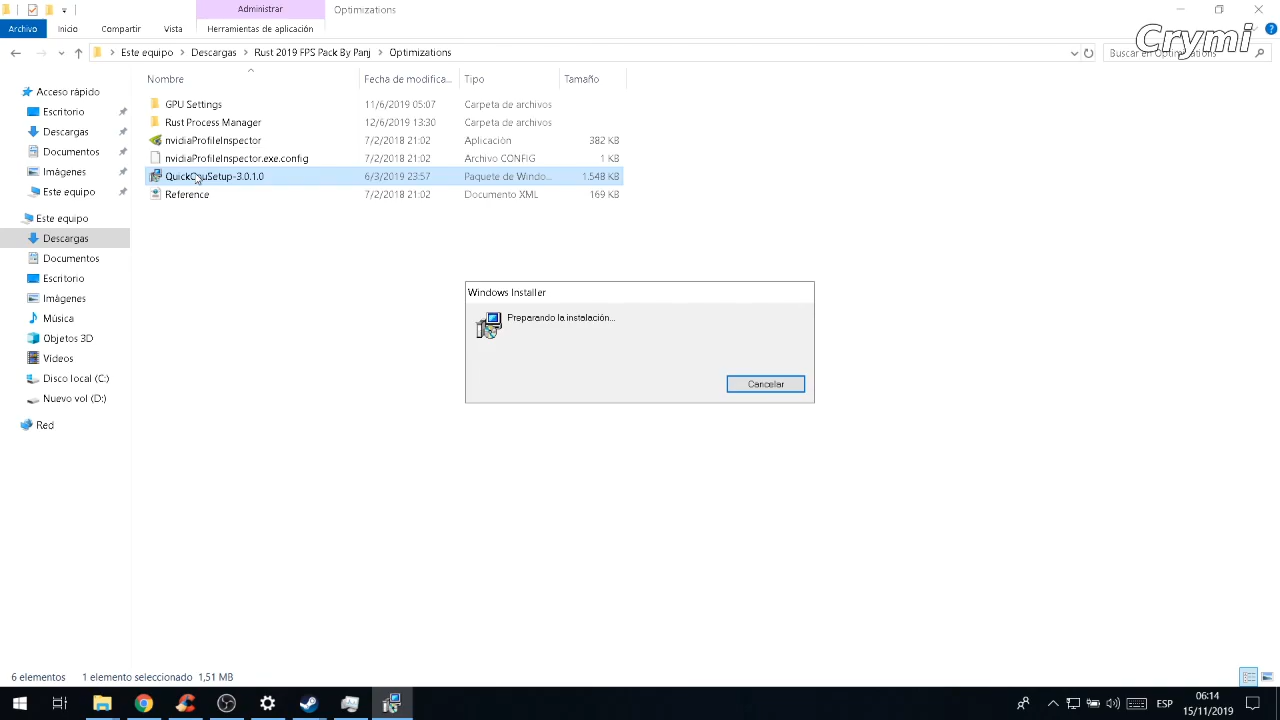 Administrar
Optimizations
Archivo
Inicio
Compartir
Vista
Herramientas de aplicación
Crymi
Este equipo
Descargas
Rust 2019 FPS Pack By Panj
Optimizations
Buscar en Optimizations
Nombre
Fecha de modifica...
Tipo
Tamaño
GPU Settings
11/6/2019 05:07
Carpeta de archivos
Rust Process Manager
12/6/2019 13:30
Carpeta de archivos
nvidiaProfileInspector
7/2/2018 21:02
Aplicación
382 KB
nvidiaProfileInspector.exe.config
7/2/2018 21:02
Archivo CONFIG
1 KB
QuickCpuSetup-3.0.1.0
6/3/2019 23:57
Paquete de Windo...
1.548 KB
Reference
7/2/2018 21:02
Documento XML
169 KB
Acceso rápido
Escritorio
Descargas
Documentos
Imágenes
Este equipo
Este equipo
Descargas
Documentos
Escritorio
Imágenes
Música
Objetos 3D
Vídeos
Disco local (C:)
Nuevo vol (D:)
Red
Windows Installer
Preparando la instalación...
Cancelar
6 elementos
1 elemento seleccionado
1,51 MB
ESP
06:14
15/11/2019